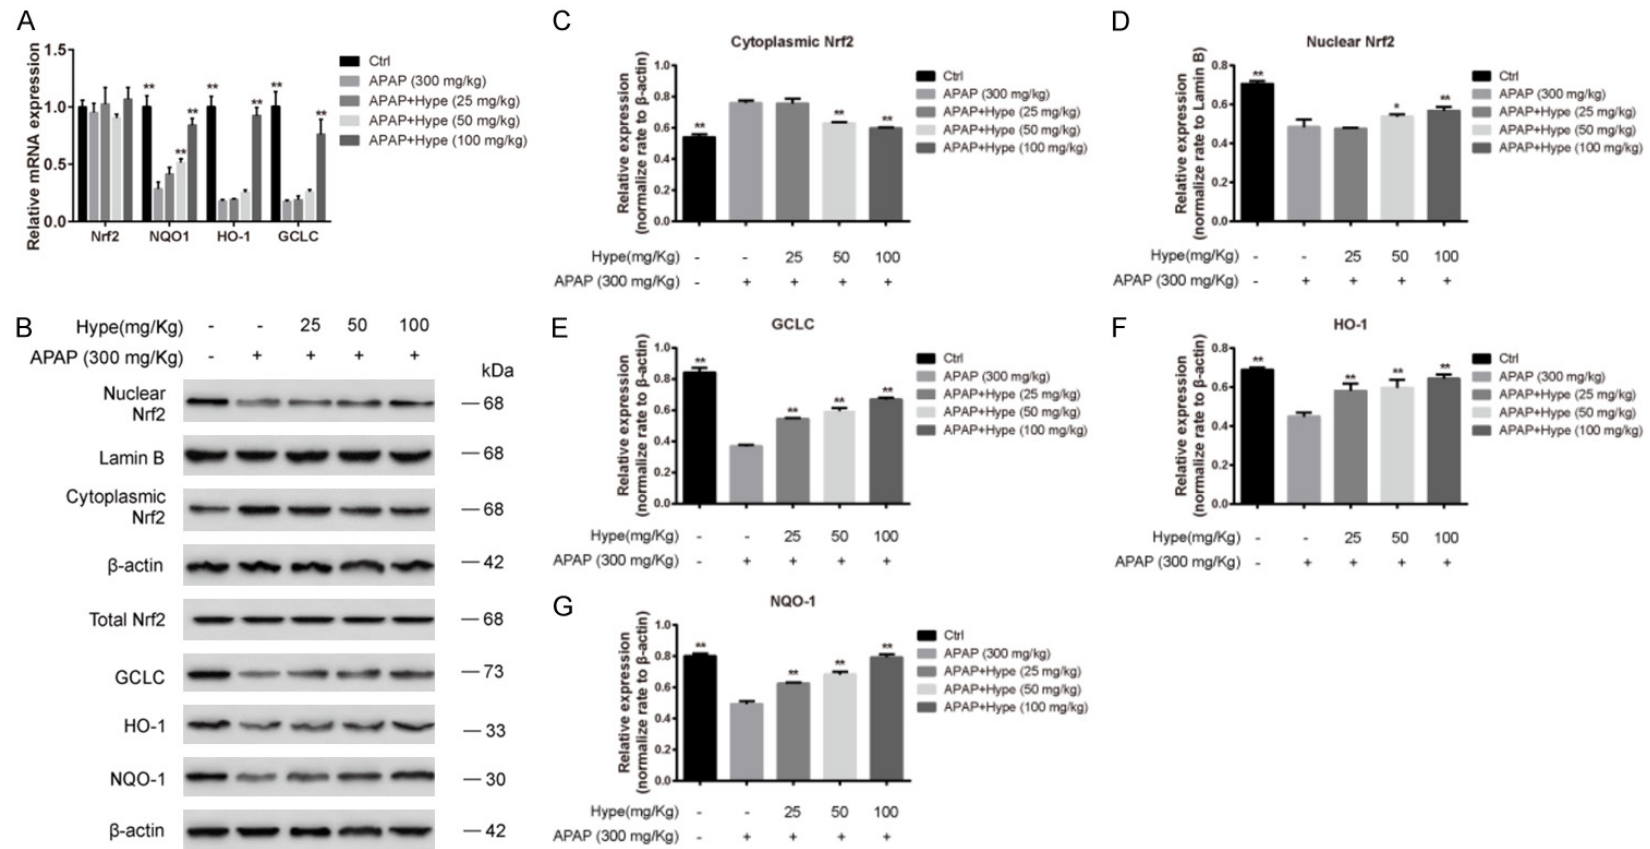 A
1.5
1.0
0.5
0.0
Relative mRNA expression
** ** **
** ** ** **
**
Nrf2 NQO1 HO-1 GCLC
Ctrl
APAP (300 mg/kg)
APAP+Hype (25 mg/kg)
APAP+Hype (50 mg/kg)
APAP+Hype (100 mg/kg)
B
Hype(mg/Kg) - - 25 50 100
APAP (300 mg/Kg) - + + + +
kDa
Nuclear
Nrf2
68
Lamin B
68
Cytoplasmic
Nrf2
68
β-actin
42
Total Nrf2
68
GCLC
73
HO-1
33
NQO-1
30
β-actin
42
C
Cytoplasmic Nrf2
Relative expression
(normalize rate to β-actin)
1.0
0.8
0.6
0.4
0.2
0.0
** ** **
Ctrl
APAP (300 mg/kg)
APAP+Hype (25 mg/kg)
APAP+Hype (50 mg/kg)
APAP+Hype (100 mg/kg)
Hype(mg/Kg) - - 25 50 100
APAP (300 mg/Kg) - + + + +
D
Nuclear Nrf2
Relative expression
(normalize rate to Lamin B)
0.8
0.6
0.4
0.2
0.0
** * **
Ctrl
APAP (300 mg/kg)
APAP+Hype (25 mg/kg)
APAP+Hype (50 mg/kg)
APAP+Hype (100 mg/kg)
Hype(mg/Kg) - - 25 50 100
APAP (300 mg/Kg) - + + + +
E
GCLC
Relative expression
(normalize rate to β-actin)
1.0
0.8
0.6
0.4
0.2
0.0
** ** ** **
Ctrl
APAP (300 mg/kg)
APAP+Hype (25 mg/kg)
APAP+Hype (50 mg/kg)
APAP+Hype (100 mg/kg)
Hype(mg/Kg) - - 25 50 100
APAP (300 mg/Kg) - + + + +
F
HO-1
Relative expression
(normalize rate to β-actin)
0.8
0.6
0.4
0.2
0.0
** ** ** **
Ctrl
APAP (300 mg/kg)
APAP+Hype (25 mg/kg)
APAP+Hype (50 mg/kg)
APAP+Hype (100 mg/kg)
Hype(mg/Kg) - - 25 50 100
APAP (300 mg/Kg) - + + + +
G
NQO-1
Relative expression
(normalize rate to β-actin)
1.0
0.8
0.6
0.4
0.2
0.0
** ** ** **
Ctrl
APAP (300 mg/kg)
APAP+Hype (25 mg/kg)
APAP+Hype (50 mg/kg)
APAP+Hype (100 mg/kg)
Hype(mg/Kg) - - 25 50 100
APAP (300 mg/Kg) - + + + +